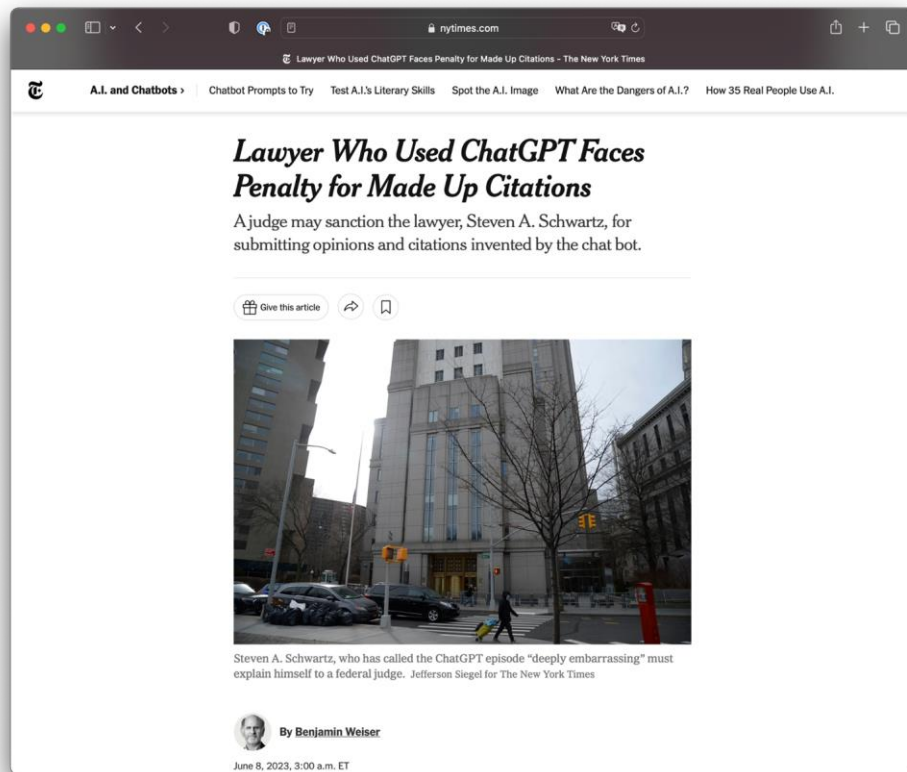 nytimes.com
Lawyer Who Used ChatGPT Faces Penalty for Made Up Citations – The New York Times
A.I. and Chatbots › Chatbot Prompts to Try Test A.I.'s Literary Skills Spot the A.I. Image What Are the Dangers of A.I.? How 35 Real People Use A.I.
Lawyer Who Used ChatGPT Faces
Penalty for Made Up Citations
A judge may sanction the lawyer, Steven A. Schwartz, for
submitting opinions and citations invented by the chat bot.
Give this article
Steven A. Schwartz, who has called the ChatGPT episode “deeply embarrassing” must
explain himself to a federal judge. Jefferson Siegel for The New York Times
By Benjamin Weiser
June 8, 2023, 3:00 a.m. ET